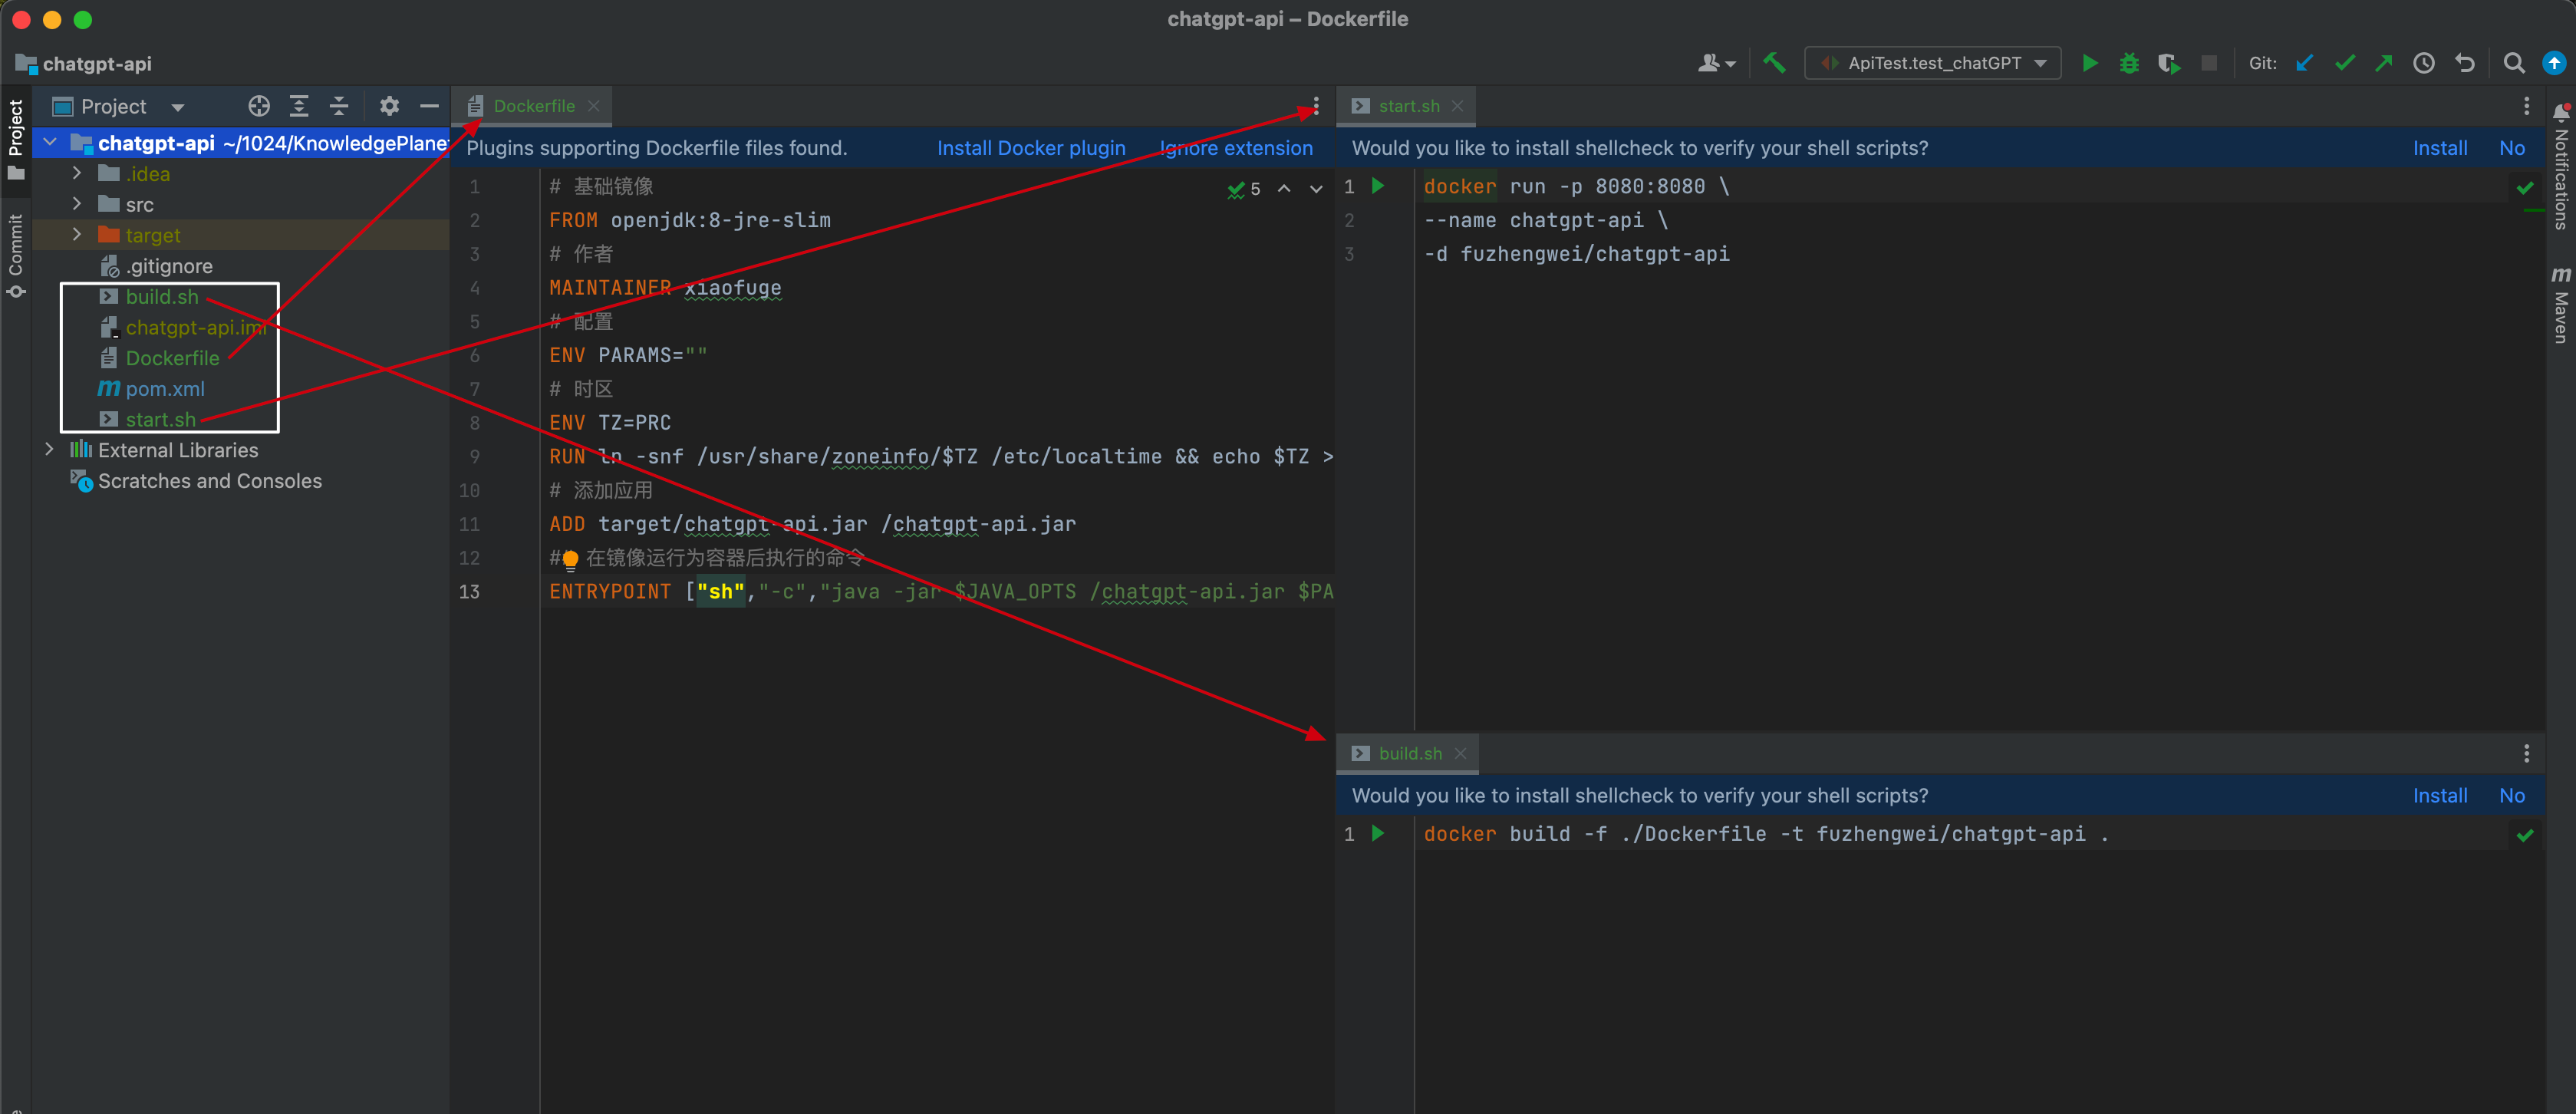 chatgpt-api – Dockerfile
chatgpt-api
ApiTest.test_chatGPT
Git:
Project
Commit
Project
chatgpt-api ~/1024/KnowledgePlane
.idea
src
target
.gitignore
build.sh
chatgpt-api.iml
Dockerfile
pom.xml
start.sh
External Libraries
Scratches and Consoles
Dockerfile
Plugins supporting Dockerfile files found. Install Docker plugin Ignore extension
5
1 # 基础镜像
2 FROM openjdk:8-jre-slim
3 # 作者
4 MAINTAINER xiaofuge
5 # 配置
6 ENV PARAMS=""
7 # 时区
8 ENV TZ=PRC
9 RUN ln -snf /usr/share/zoneinfo/$TZ /etc/localtime && echo $TZ >
10 # 添加应用
11 ADD target/chatgpt-api.jar /chatgpt-api.jar
12 ## 在镜像运行为容器后执行的命令
13 ENTRYPOINT ["sh","-c","java -jar $JAVA_OPTS /chatgpt-api.jar $PA
start.sh
Would you like to install shellcheck to verify your shell scripts? Install No
1 docker run -p 8080:8080 \
2 --name chatgpt-api \
3 -d fuzhengwei/chatgpt-api
build.sh
Would you like to install shellcheck to verify your shell scripts? Install No
1 docker build -f ./Dockerfile -t fuzhengwei/chatgpt-api .
Notifications
m Maven